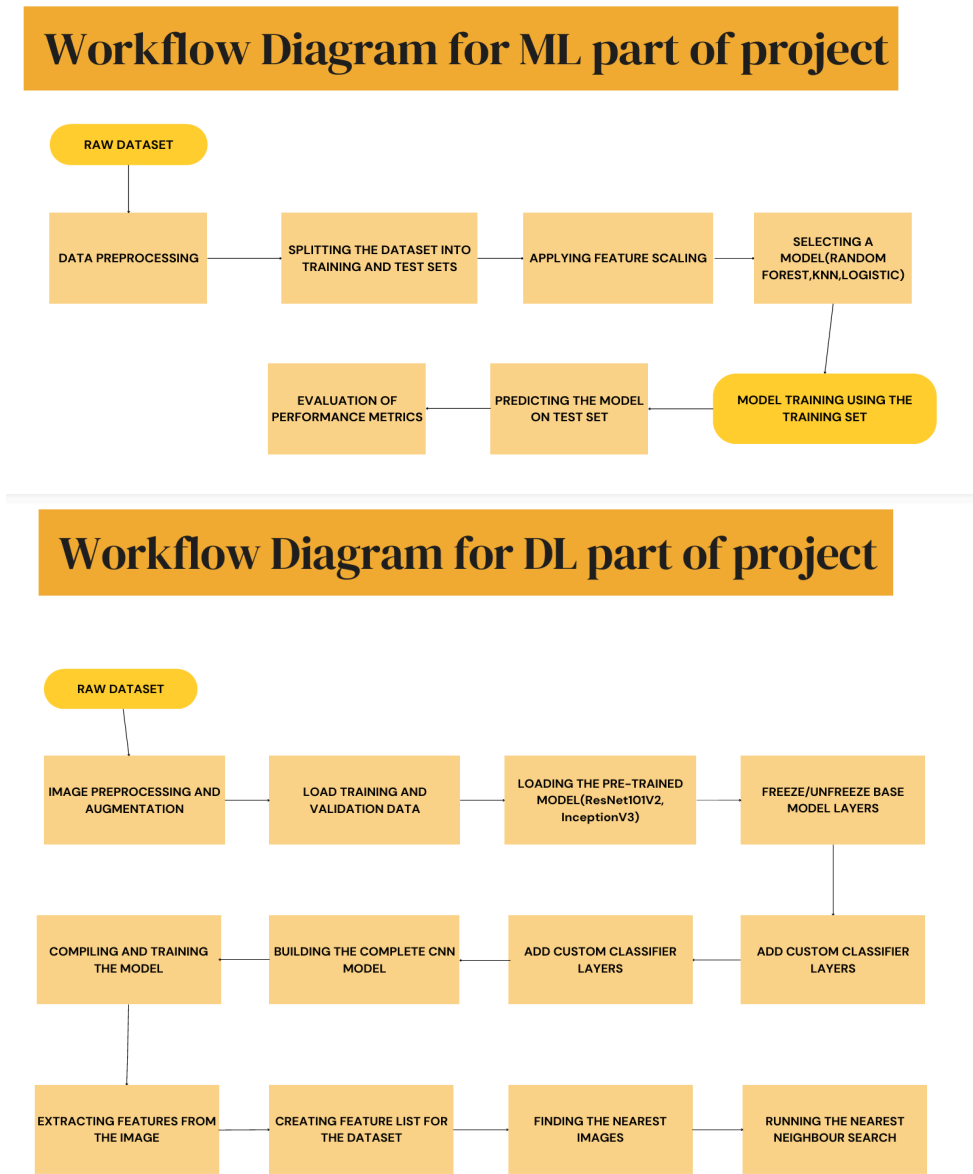 Workflow Diagram for ML part of project
RAW DATASET
DATA PREPROCESSING
SPLITTING THE DATASET INTO
TRAINING AND TEST SETS
APPLYING FEATURE SCALING
SELECTING A
MODEL(RANDOM
FOREST,KNN,LOGISTIC)
MODEL TRAINING USING THE
TRAINING SET
PREDICTING THE MODEL
ON TEST SET
EVALUATION OF
PERFORMANCE METRICS
Workflow Diagram for DL part of project
RAW DATASET
IMAGE PREPROCESSING AND
AUGMENTATION
LOAD TRAINING AND
VALIDATION DATA
LOADING THE PRE-TRAINED
MODEL(ResNet101V2,
InceptionV3)
FREEZE/UNFREEZE BASE
MODEL LAYERS
ADD CUSTOM CLASSIFIER
LAYERS
ADD CUSTOM CLASSIFIER
LAYERS
BUILDING THE COMPLETE CNN
MODEL
COMPILING AND TRAINING
THE MODEL
EXTRACTING FEATURES FROM
THE IMAGE
CREATING FEATURE LIST FOR
THE DATASET
FINDING THE NEAREST
IMAGES
RUNNING THE NEAREST
NEIGHBOUR SEARCH